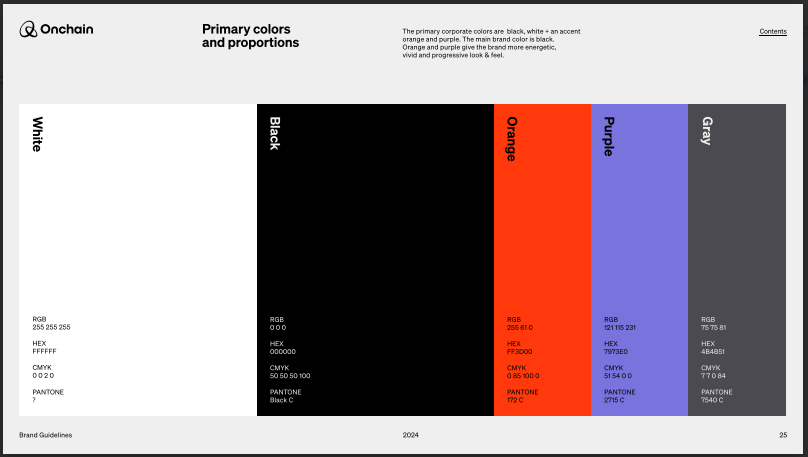 Onchain
Primary colors
and proportions
The primary corporate colors are  black, white + an accent
orange and purple. The main brand color is black.
Orange and purple give the brand more energetic,
vivid and progressive look & feel.
Contents
White
RGB
255 255 255
HEX
FFFFFF
CMYK
0 0 2 0
PANTONE
?
Black
RGB
0 0 0
HEX
000000
CMYK
50 50 50 100
PANTONE
Black C
Orange
RGB
255 61 0
HEX
FF3D00
CMYK
0 85 100 0
PANTONE
172 C
Purple
RGB
121 115 231
HEX
7973E0
CMYK
51 54 0 0
PANTONE
2715 C
Gray
RGB
75 75 81
HEX
4B4B51
CMYK
7 7 0 84
PANTONE
7540 C
Brand Guidelines
2024
25